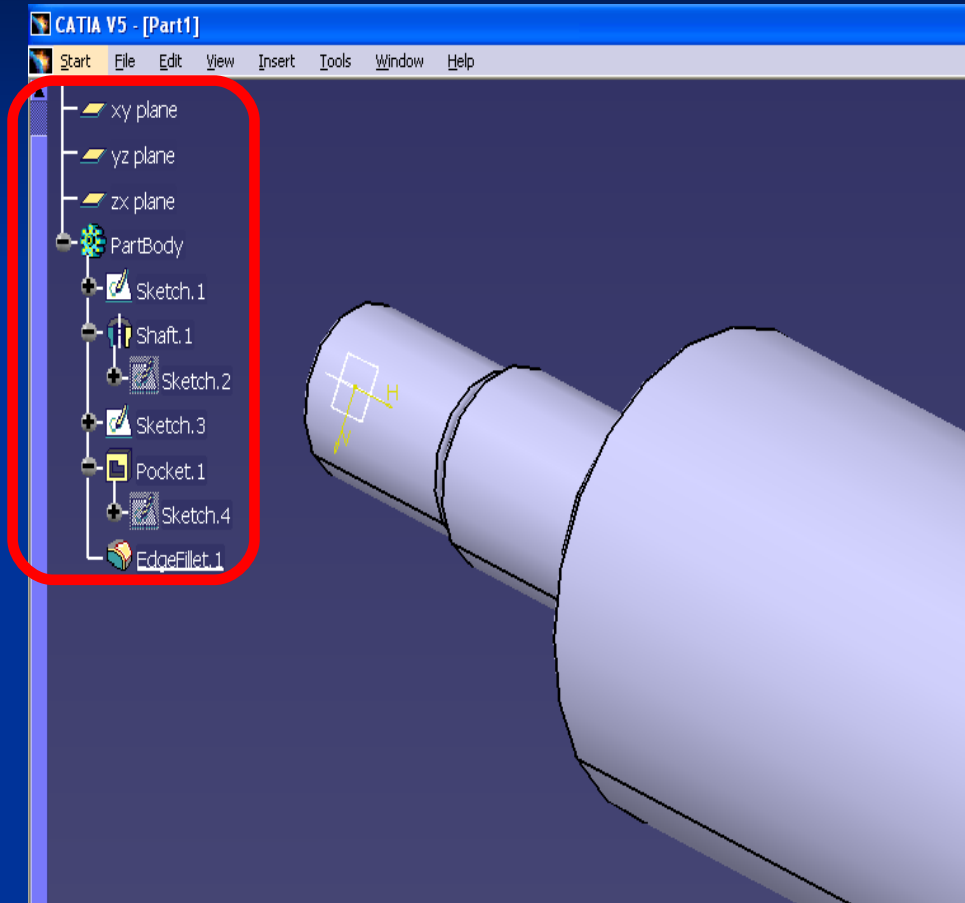 CATIA V5 - [Part1]
Start File Edit View Insert Tools Window Help
xy plane
yz plane
zx plane
PartBody
Sketch.1
Shaft.1
Sketch.2
Sketch.3
Pocket.1
Sketch.4
EdgeFillet.1
H
V